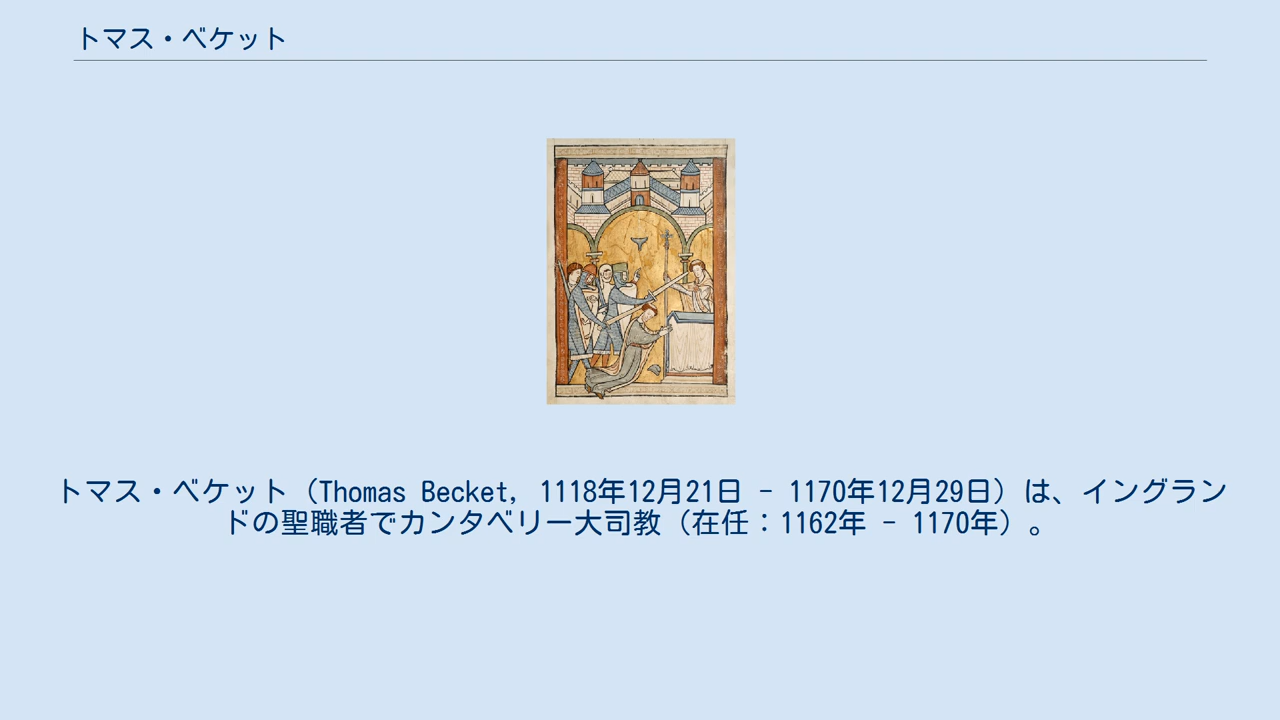 トマス・ベケット
トマス・ベケット（Thomas Becket, 1118年12月21日 - 1170年12月29日）は、イングラン
ドの聖職者でカンタベリー大司教（在任：1162年 - 1170年）。